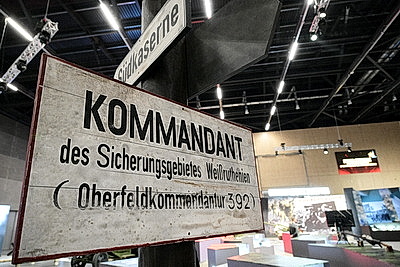 Südkaserne
KOMMANDANT
des Sicherungsgebietes Weißruthenien
( Oberfeldkommandantur 392 )